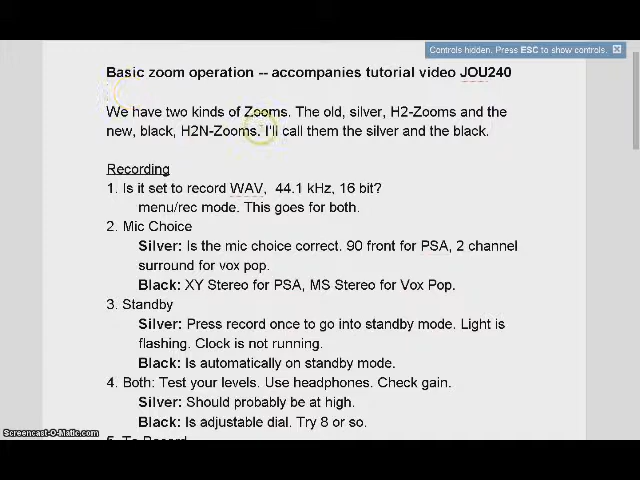 Controls hidden. Press ESC to show controls.
Basic zoom operation -- accompanies tutorial video JOU240
We have two kinds of Zooms. The old, silver, H2-Zooms and the
new, black, H2N-Zooms. I'll call them the silver and the black.
Recording
1. Is it set to record WAV,  44.1 kHz, 16 bit?
menu/rec mode. This goes for both.
2. Mic Choice
Silver: Is the mic choice correct. 90 front for PSA, 2 channel
surround for vox pop.
Black: XY Stereo for PSA, MS Stereo for Vox Pop.
3. Standby
Silver: Press record once to go into standby mode. Light is
flashing. Clock is not running.
Black: Is automatically on standby mode.
4. Both: Test your levels. Use headphones. Check gain.
Silver: Should probably be at high.
Black: Is adjustable dial. Try 8 or so.
5. To Record
Screencast-O-Matic.com